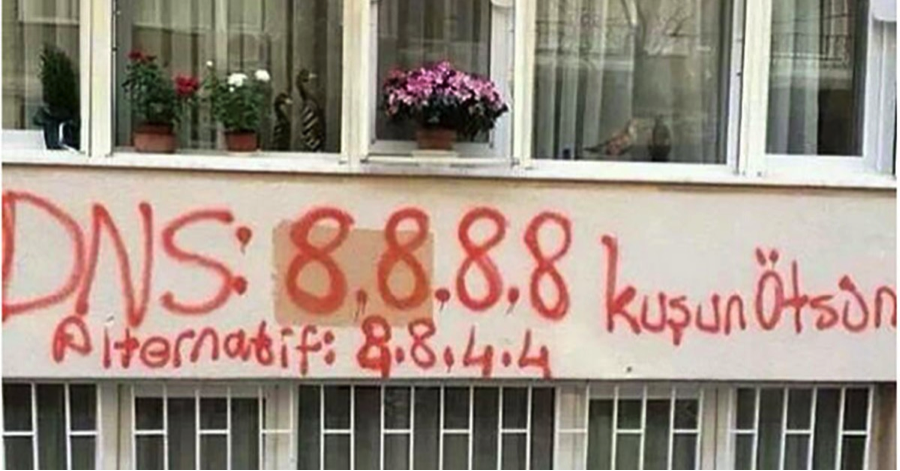 DNS: 8.8.8.8 kuşun Ötsün
Alternatif: 8.8.4.4